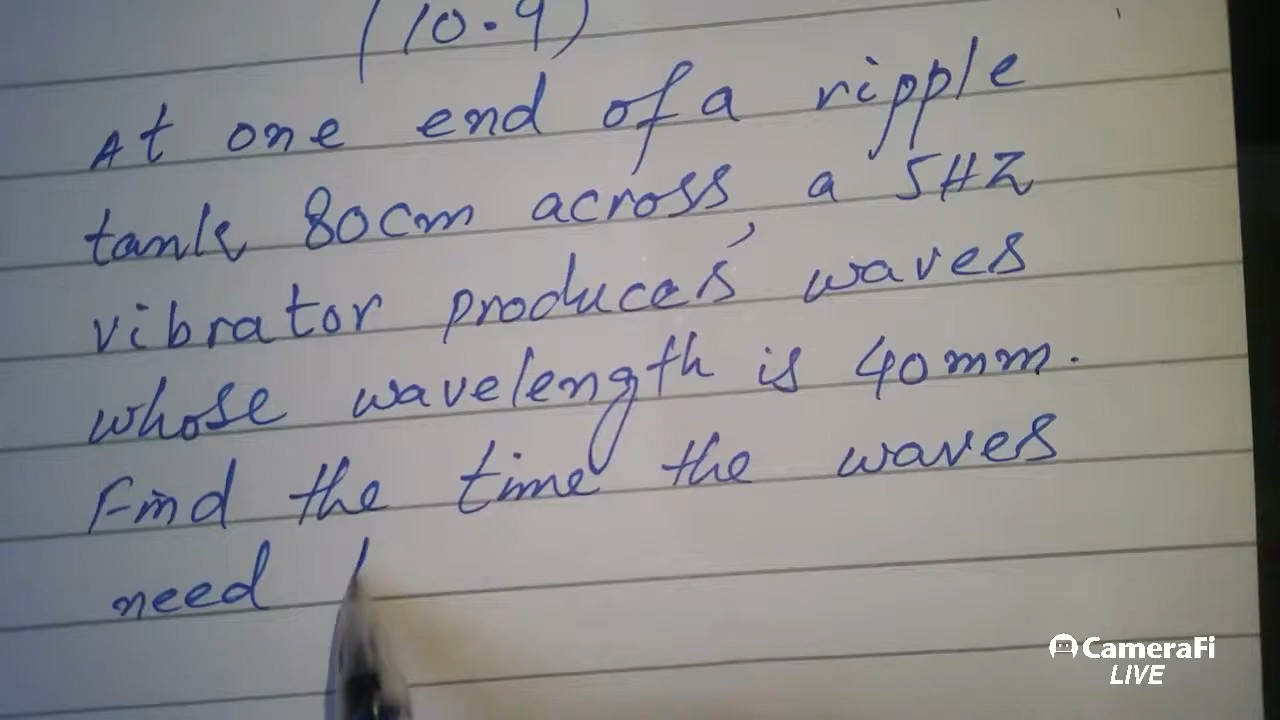 (10.9)
At one end of a ripple
tank 80cm across, a 5HZ
vibrator produces waves
whose wavelength is 40mm.
Find the time the waves
need
CameraFi
LIVE